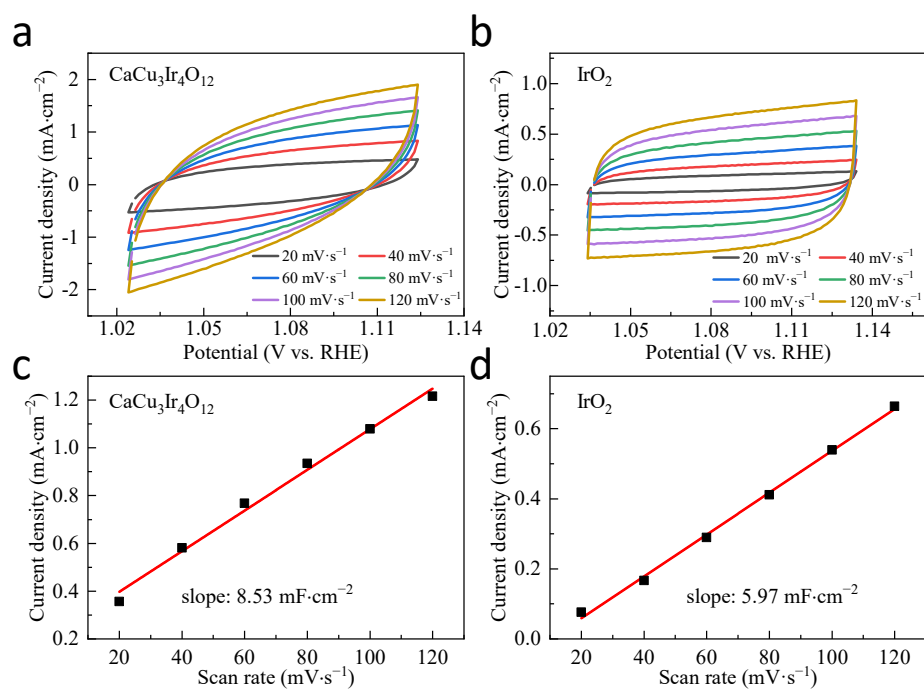 a
CaCu₃Ir₄O₁₂
Current density (mA·cm⁻²)
2
1
0
-1
-2
20 mV·s⁻¹ 40 mV·s⁻¹
60 mV·s⁻¹ 80 mV·s⁻¹
100 mV·s⁻¹ 120 mV·s⁻¹
1.02 1.05 1.08 1.11 1.14
Potential (V vs. RHE)
b
IrO₂
Current density (mA·cm⁻²)
1.0
0.5
0.0
-0.5
-1.0
20 mV·s⁻¹ 40 mV·s⁻¹
60 mV·s⁻¹ 80 mV·s⁻¹
100 mV·s⁻¹ 120 mV·s⁻¹
1.02 1.05 1.08 1.11 1.14
Potential (V vs. RHE)
c
CaCu₃Ir₄O₁₂
Current density (mA·cm⁻²)
1.2
1.0
0.8
0.6
0.4
0.2
slope: 8.53 mF·cm⁻²
20 40 60 80 100 120
Scan rate (mV·s⁻¹)
d
IrO₂
Current density (mA·cm⁻²)
0.6
0.4
0.2
0.0
slope: 5.97 mF·cm⁻²
20 40 60 80 100 120
Scan rate (mV·s⁻¹)